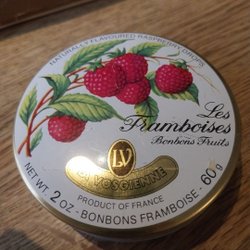 NATURALLY FLAVOURED RASPBERRY DROPS
Les
Framboises
Bonbons Fruits
LV
LA VOSGIENNE
PRODUCT OF FRANCE
NET WT. 2 OZ - BONBONS FRAMBOISE - 60 g